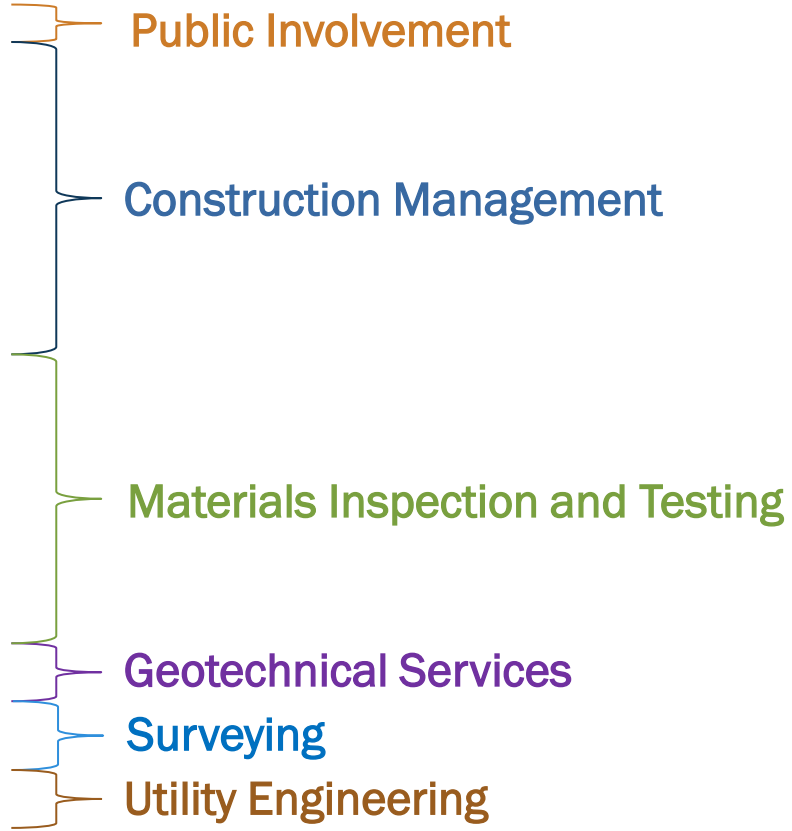 Public Involvement
Construction Management
Materials Inspection and Testing
Geotechnical Services
Surveying
Utility Engineering